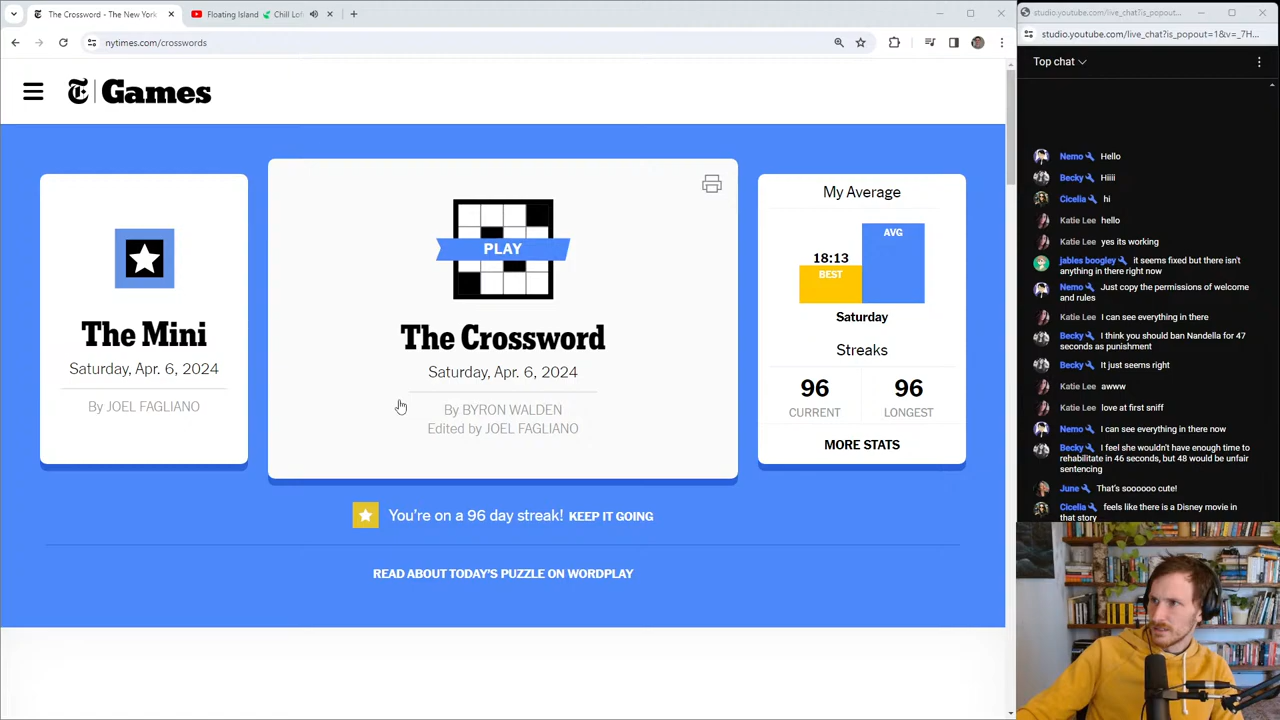 The Crossword - The New York
Floating Island
Chill Lof
nytimes.com/crosswords
Games
The Mini
Saturday, Apr. 6, 2024
By JOEL FAGLIANO
PLAY
The Crossword
Saturday, Apr. 6, 2024
By BYRON WALDEN
Edited by JOEL FAGLIANO
My Average
AVG
18:13
BEST
Saturday
Streaks
96 96
CURRENT LONGEST
MORE STATS
You're on a 96 day streak! KEEP IT GOING
READ ABOUT TODAY'S PUZZLE ON WORDPLAY
studio.youtube.com/live_chat?is_popout...
studio.youtube.com/live_chat?is_popout=1&v=_7H...
Top chat
Nemo Hello
Becky Hiiii
Cicelia hi
Katie Lee hello
Katie Lee yes its working
jables boogley it seems fixed but there isn't
anything in there right now
Nemo Just copy the permissions of welcome
and rules
Katie Lee I can see everything in there
Becky I think you should ban Nandella for 47
seconds as punishment
Becky It just seems right
Katie Lee awww
Katie Lee love at first sniff
Nemo I can see everything in there now
Becky I feel she wouldn't have enough time to
rehabilitate in 46 seconds, but 48 would be unfair
sentencing
June That's soooooo cute!
Cicelia feels like there is a Disney movie in
that story